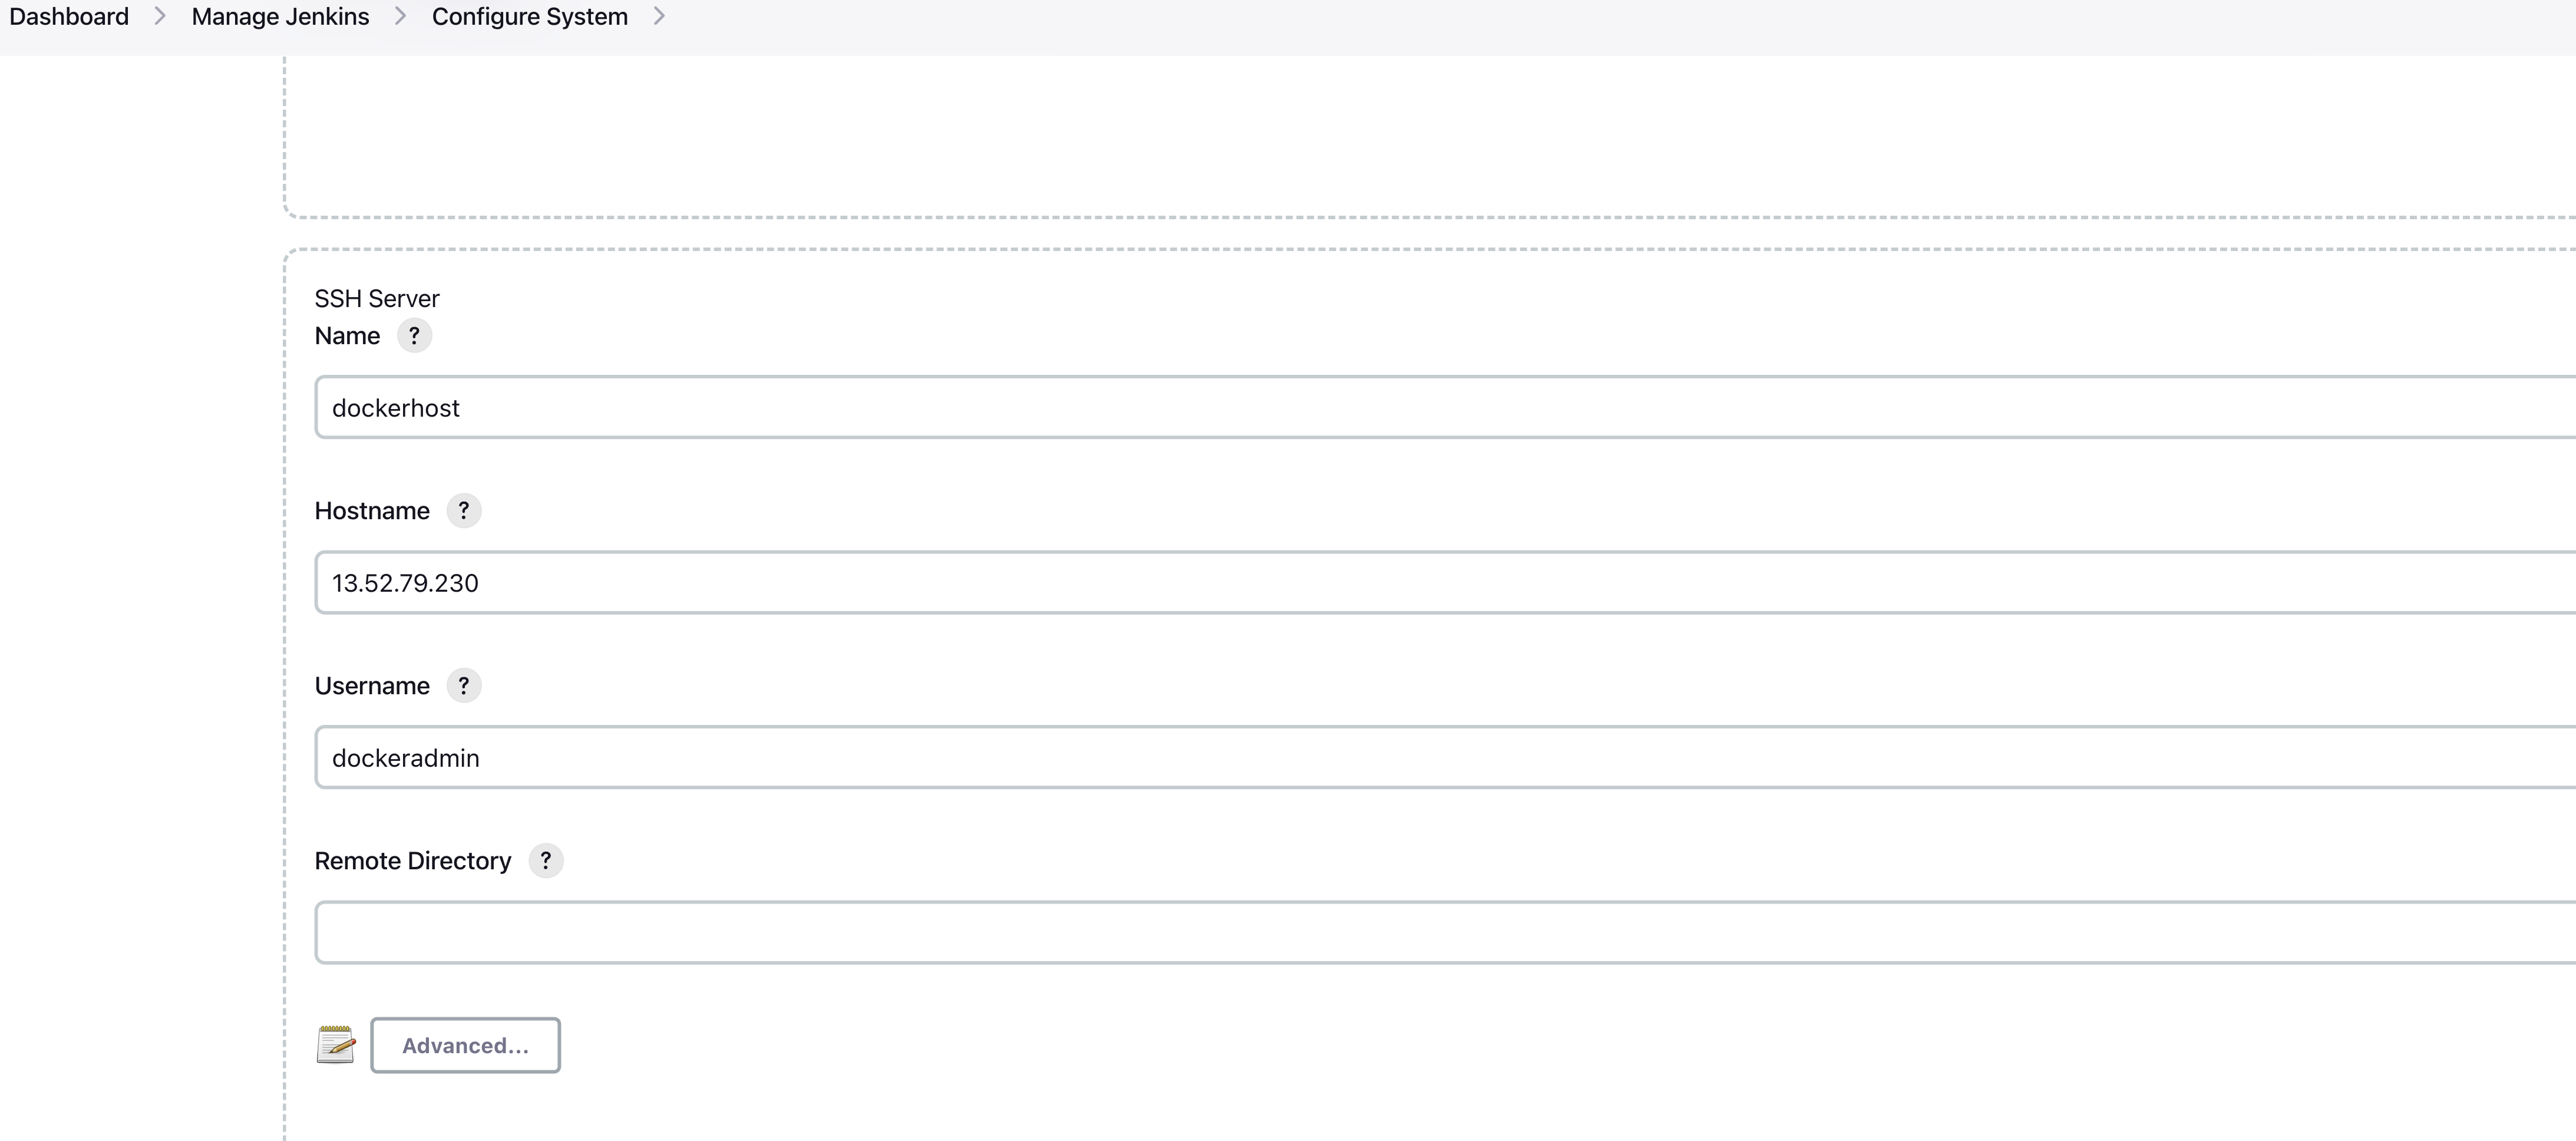 Dashboard > Manage Jenkins > Configure System >
SSH Server
Name ?
dockerhost
Hostname ?
13.52.79.230
Username ?
dockeradmin
Remote Directory ?
Advanced...